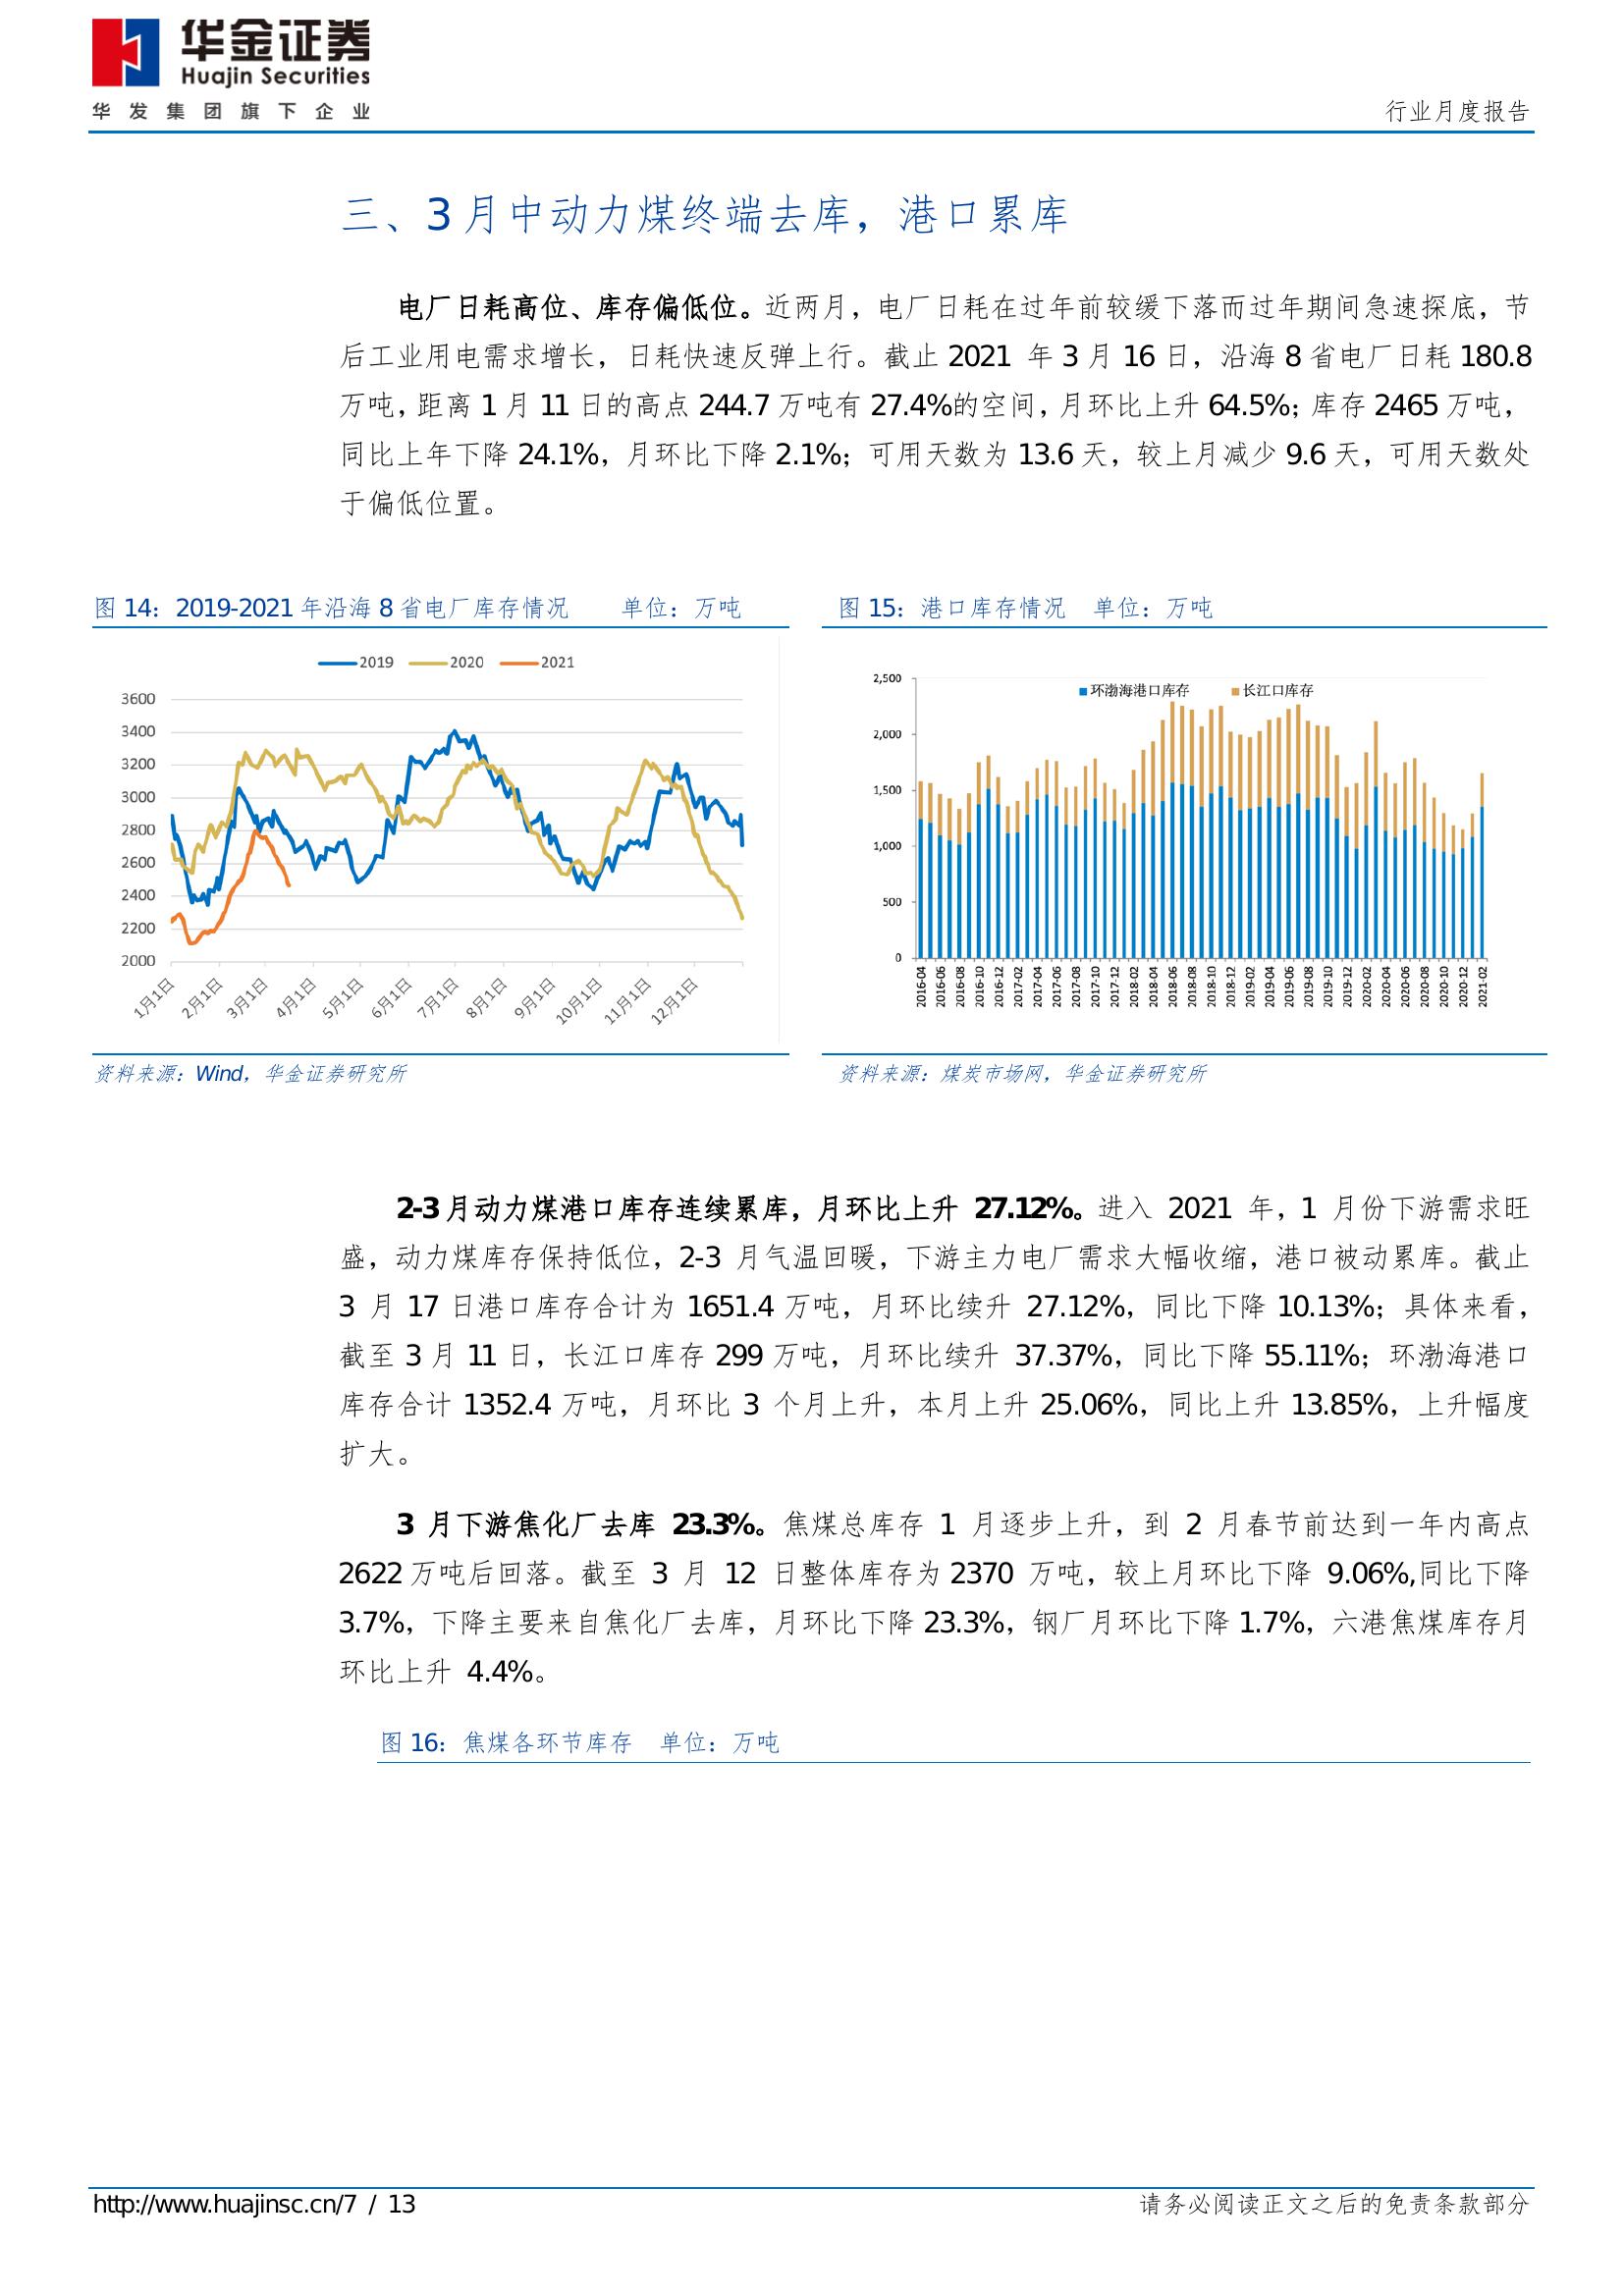 华金证券
Huajin Securities
华发集团旗下企业
行业月度报告
三、3 月中动力煤终端去库，港口累库
电厂日耗高位、库存偏低位。近两月，电厂日耗在过年前较缓下落而过年期间急速探底，节
后工业用电需求增长，日耗快速反弹上行。截止 2021 年 3 月 16 日，沿海 8 省电厂日耗 180.8
万吨，距离 1 月 11 日的高点 244.7 万吨有 27.4%的空间，月环比上升 64.5%；库存 2465 万吨，
同比上年下降 24.1%，月环比下降 2.1%；可用天数为 13.6 天，较上月减少 9.6 天，可用天数处
于偏低位置。
图 14：2019-2021 年沿海 8 省电厂库存情况 单位：万吨
2019 2020 2021
3600
3400
3200
3000
2800
2600
2400
2200
2000
1月1日 2月1日 3月1日 4月1日 5月1日 6月1日 7月1日 8月1日 9月1日 10月1日 11月1日 12月1日
资料来源：Wind，华金证券研究所
图 15：港口库存情况 单位：万吨
环渤海港口库存 长江口库存
2,500
2,000
1,500
1,000
500
0
2016-04 2016-06 2016-08 2016-10 2016-12 2017-02 2017-04 2017-06 2017-08 2017-10 2017-12 2018-02 2018-04 2018-06 2018-08 2018-10 2018-12 2019-02 2019-04 2019-06 2019-08 2019-10 2019-12 2020-02 2020-04 2020-06 2020-08 2020-10 2020-12 2021-02
资料来源：煤炭市场网，华金证券研究所
2-3 月动力煤港口库存连续累库，月环比上升 27.12%。进入 2021 年，1 月份下游需求旺
盛，动力煤库存保持低位，2-3 月气温回暖，下游主力电厂需求大幅收缩，港口被动累库。截止
3 月 17 日港口库存合计为 1651.4 万吨，月环比续升 27.12%，同比下降 10.13%；具体来看，
截至 3 月 11 日，长江口库存 299 万吨，月环比续升 37.37%，同比下降 55.11%；环渤海港口
库存合计 1352.4 万吨，月环比 3 个月上升，本月上升 25.06%，同比上升 13.85%，上升幅度
扩大。
3 月下游焦化厂去库 23.3%。焦煤总库存 1 月逐步上升，到 2 月春节前达到一年内高点
2622 万吨后回落。截至 3 月 12 日整体库存为 2370 万吨，较上月环比下降 9.06%,同比下降
3.7%，下降主要来自焦化厂去库，月环比下降 23.3%，钢厂月环比下降 1.7%，六港焦煤库存月
环比上升 4.4%。
图 16：焦煤各环节库存 单位：万吨
http://www.huajinsc.cn/7 / 13
请务必阅读正文之后的免责条款部分